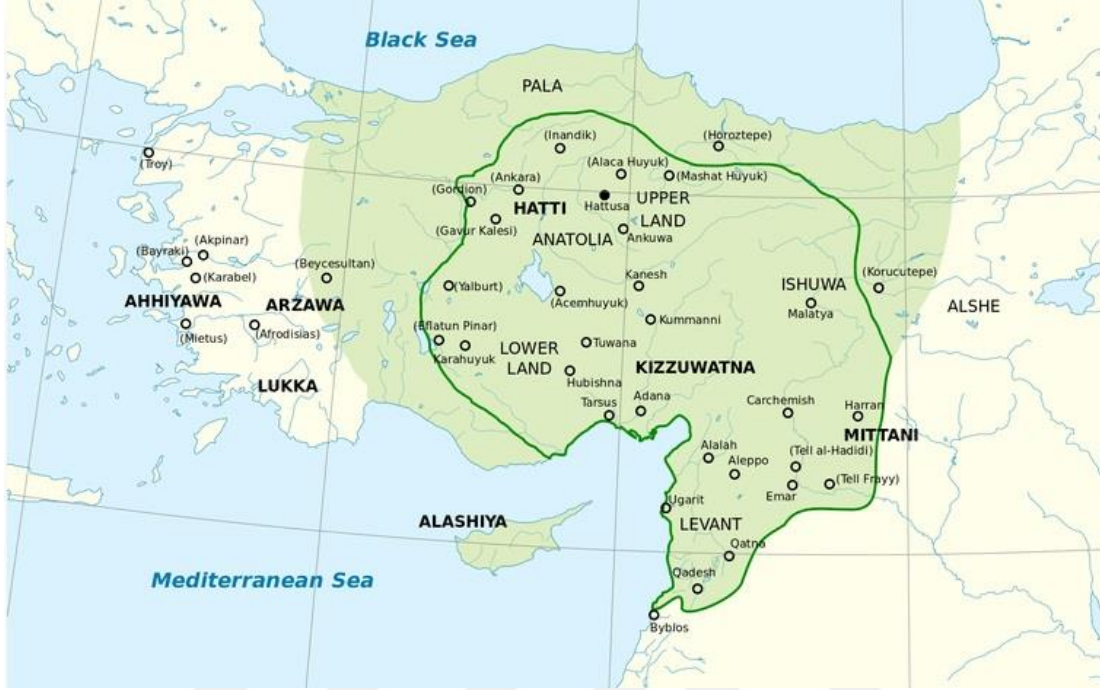 Black Sea
PALA
(Inandik)
(Horoztepe)
(Troy)
(Alaca Huyuk)
(Ankara)
(Mashat Huyuk)
(Gordion)
HATTI
Hattusa
UPPER
LAND
(Gavur Kalesi)
ANATOLIA
Ankuwa
(Akpinar)
(Bayraki)
(Karabel)
(Beycesultan)
(Yalburt)
(Acemhuyuk)
Kanesh
ISHUWA
(Korucutepe)
Malatya
ALSHE
AHHIYAWA
ARZAWA
(Mietus)
(Afrodisias)
(Eflatun Pinar)
Karahuyuk
Kummanni
LOWER
LAND
Tuwana
KIZZUWATNA
Hubishna
LUKKA
Tarsus
Adana
Carchemish
Harran
MITTANI
Alalah
Aleppo
(Tell al-Hadidi)
(Tell Frayy)
Emar
Ugarit
ALASHIYA
LEVANT
Qatna
Mediterranean Sea
Qadesh
Byblos